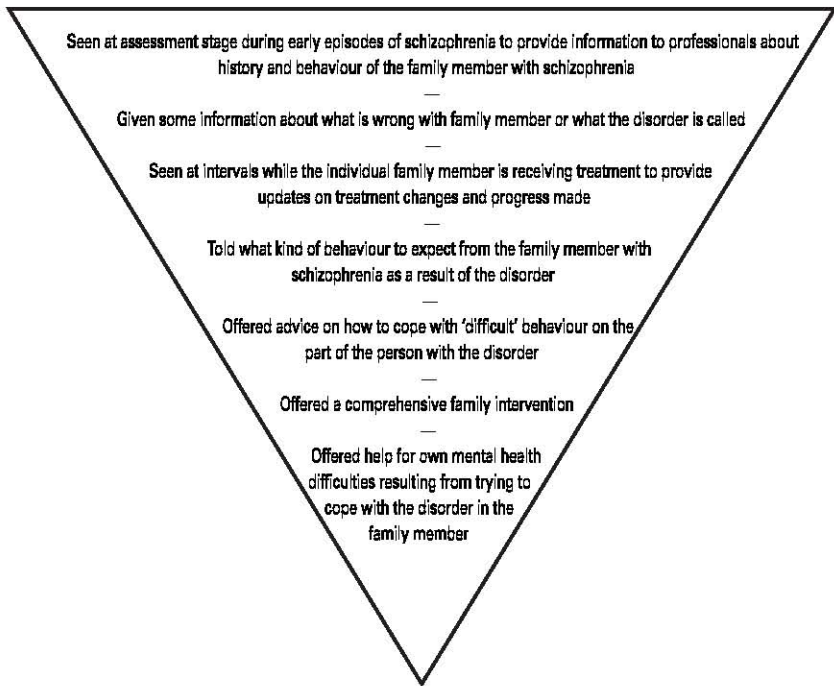 Seen at assessment stage during early episodes of schizophrenia to provide information to professionals about
history and behaviour of the family member with schizophrenia
—
Given some information about what is wrong with family member or what the disorder is called
—
Seen at intervals while the individual family member is receiving treatment to provide
updates on treatment changes and progress made
—
Told what kind of behaviour to expect from the family member with
schizophrenia as a result of the disorder
—
Offered advice on how to cope with ‘difficult’ behaviour on the
part of the person with the disorder
—
Offered a comprehensive family intervention
—
Offered help for own mental health
difficulties resulting from trying to
cope with the disorder in the
family member